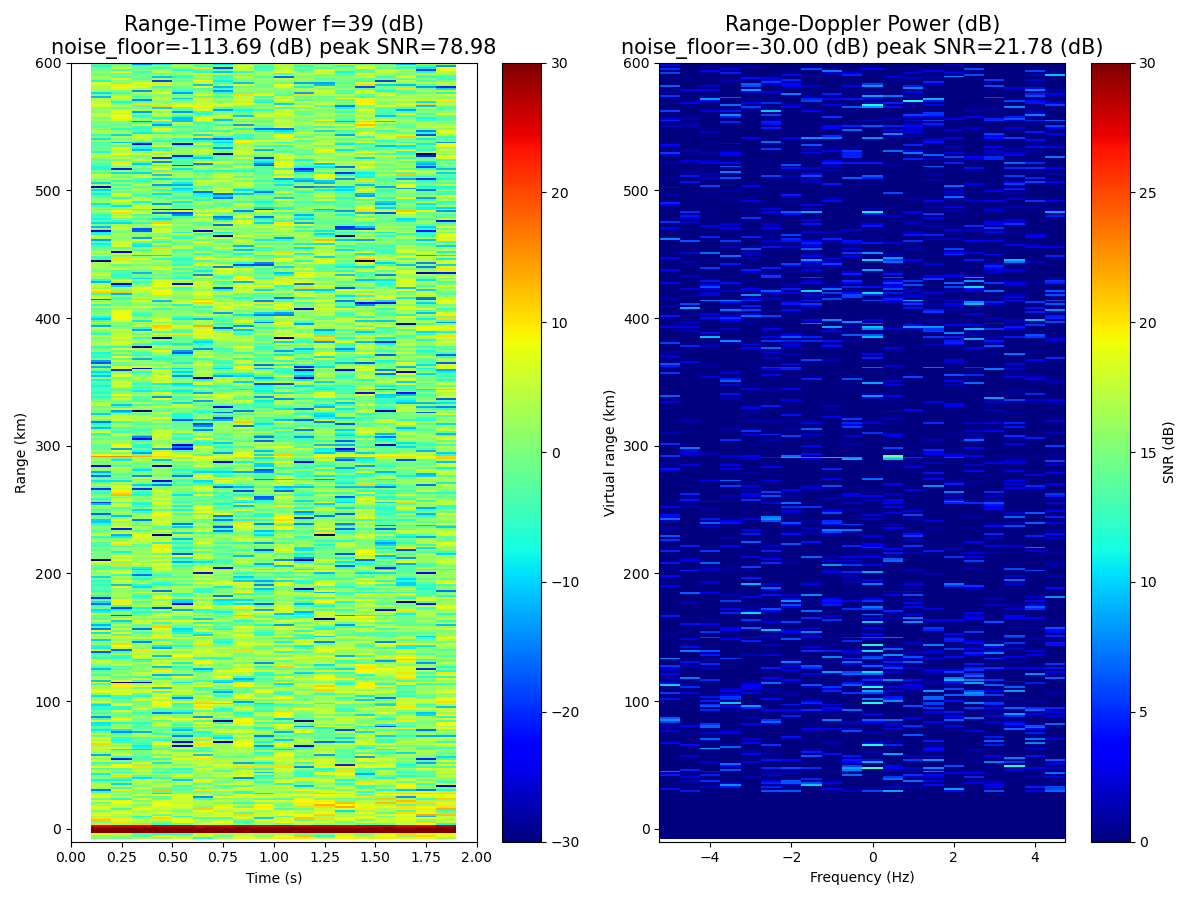 Range-Time Power f=39 (dB)
noise_floor=-113.69 (dB) peak SNR=78.98
Range-Doppler Power (dB)
noise_floor=-30.00 (dB) peak SNR=21.78 (dB)
600
500
400
300
200
100
0
Range (km)
0.00 0.25 0.50 0.75 1.00 1.25 1.50 1.75 2.00
Time (s)
30
20
10
0
−10
−20
−30
600
500
400
300
200
100
0
Virtual range (km)
−4 −2 0 2 4
Frequency (Hz)
30
25
20
15
10
5
0
SNR (dB)